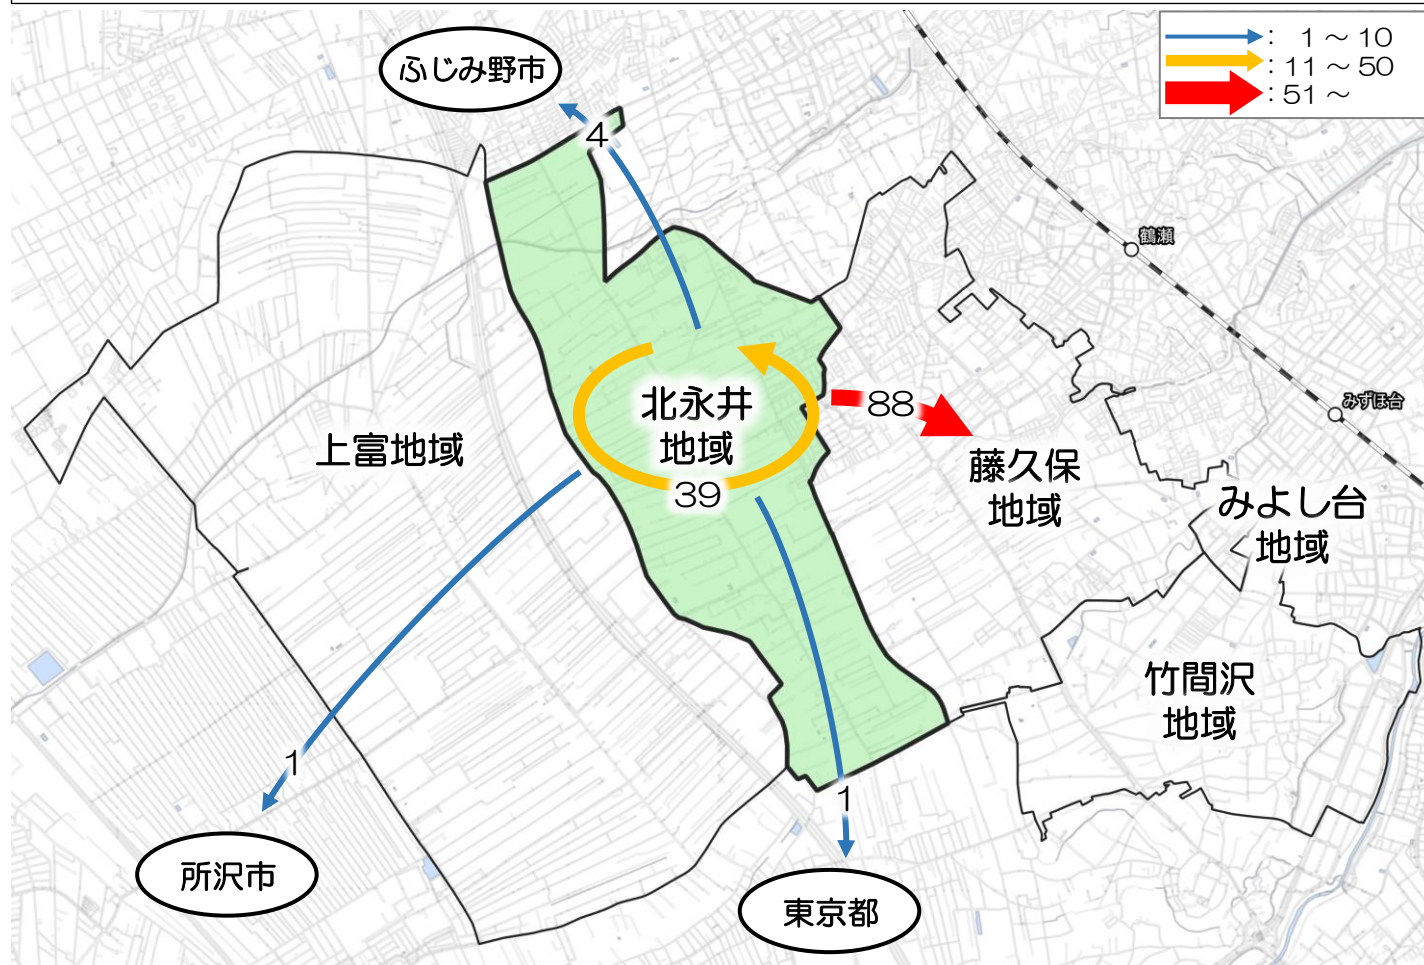 ： 1 ～ 10
：11 ～ 50
：51 ～
ふじみ野市
4
鶴瀬
みずほ台
北永井
地域
88
39
上富地域
藤久保
地域
みよし台
地域
竹間沢
地域
1
1
所沢市
東京都